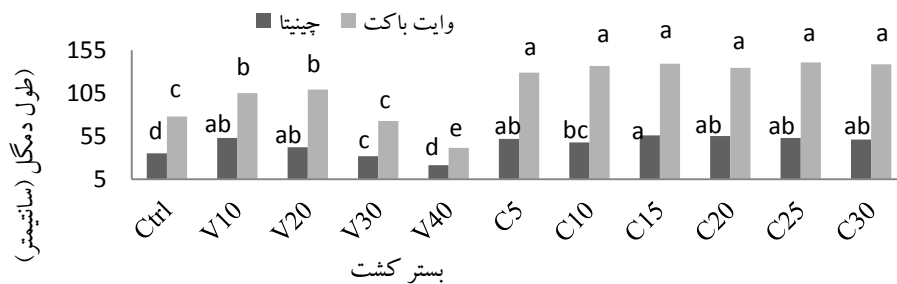 چینیتا وایت باکت
155
105
55
5
طول دمگل (سانتیمتر)
d c ab b ab b c c d e ab a bc a a a ab a ab a ab a
Ctrl V10 V20 V30 V40 C5 C10 C15 C20 C25 C30
بستر کشت